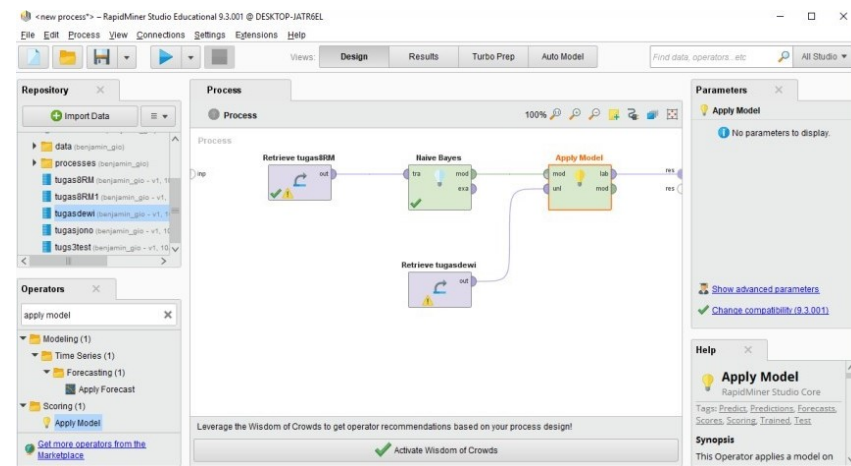 <new process*> – RapidMiner Studio Educational 9.3.001 @ DESKTOP-JATR6EL
File Edit Process View Connections Settings Extensions Help
Views: Design Results Turbo Prep Auto Model Find data, operators...etc All Studio
Repository
Import Data
data (benjamin_gio)
processes (benjamin_gio)
tugas8RM (benjamin_gio - v1, 10
tugas8RM1 (benjamin_gio - v1,
tugasdewi (benjamin_gio - v1, 10
tugasjono (benjamin_gio - v1, 10
tugs3test (benjamin_gio - v1, 10
Operators
apply model
Modeling (1)
Time Series (1)
Forecasting (1)
Apply Forecast
Scoring (1)
Apply Model
Get more operators from the
Marketplace
Process
Process
100%
Process
inp
Retrieve tugas8RM
out
Naive Bayes
tra mod
exa
Apply Model
mod lab
unl mod
res
res
Retrieve tugasdewi
out
Leverage the Wisdom of Crowds to get operator recommendations based on your process design!
Activate Wisdom of Crowds
Parameters
Apply Model
No parameters to display.
Show advanced parameters
Change compatibility (9.3.001)
Help
Apply Model
RapidMiner Studio Core
Tags: Predict, Predictions, Forecasts,
Scores, Scoring, Trained, Test
Synopsis
This Operator applies a model on